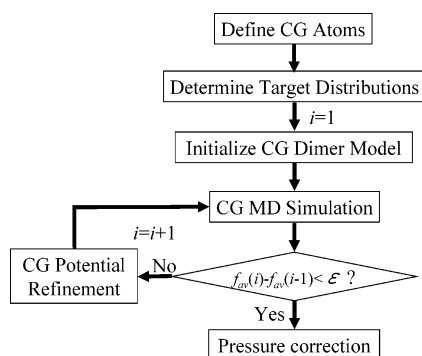 Define CG Atoms
Determine Target Distributions
i=1
Initialize CG Dimer Model
CG MD Simulation
i=i+1
CG Potential
Refinement
No
fav(i)-fav(i-1)< ε ?
Yes
Pressure correction